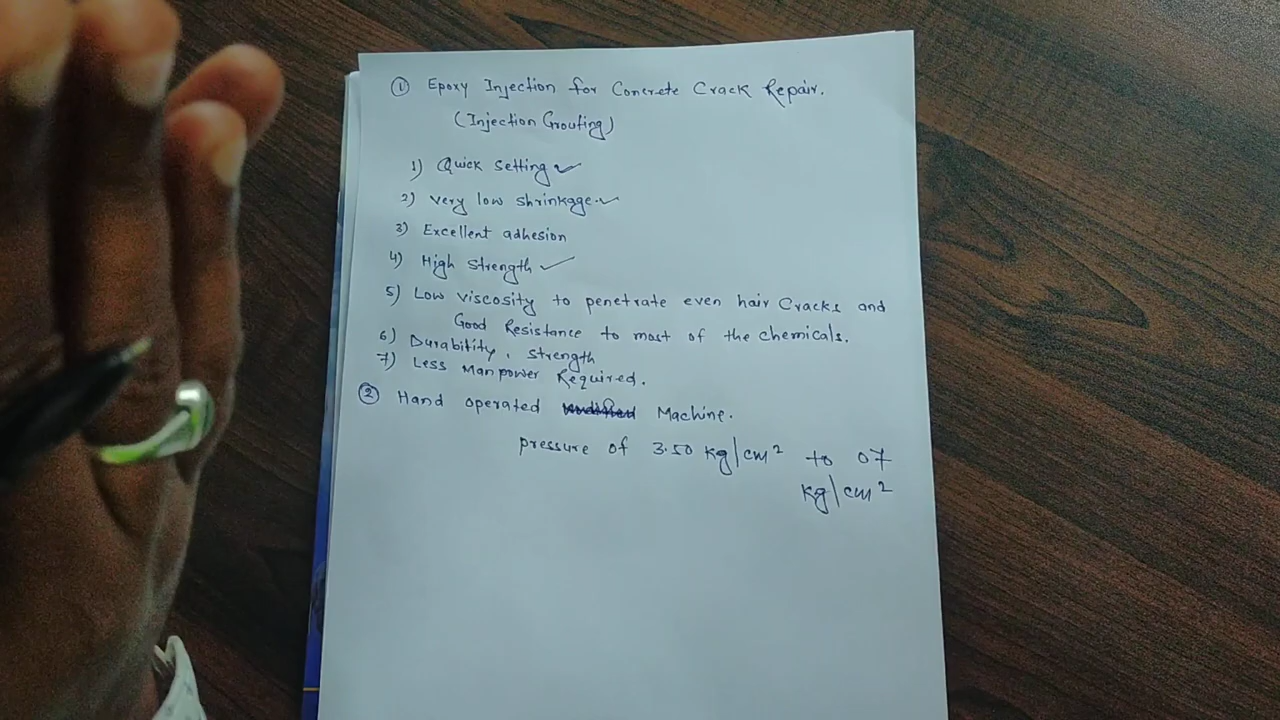 ① Epoxy Injection for Concrete Crack Repair.
(Injection Grouting)
1) Quick setting ✓
2) very low shrinkage. ✓
3) Excellent adhesion
4) High strength ✓
5) Low viscosity to penetrate even hair Cracks and
Good Resistance to most of the chemicals.
6) Durability, strength
7) Less Manpower Required.
② Hand operated Machine.
pressure of 3.50 kg/cm² to 07
kg/cm²